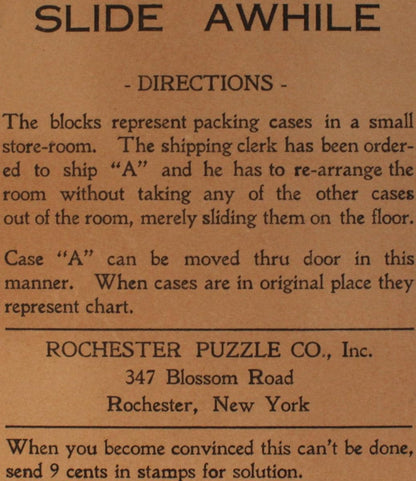 SLIDE AWHILE
- DIRECTIONS -
The blocks represent packing cases in a small
store-room. The shipping clerk has been order-
ed to ship "A" and he has to re-arrange the
room without taking any of the other cases
out of the room, merely sliding them on the floor.
Case "A" can be moved thru door in this
manner. When cases are in original place they
represent chart.
ROCHESTER PUZZLE CO., Inc.
347 Blossom Road
Rochester, New York
When you become convinced this can't be done,
send 9 cents in stamps for solution.